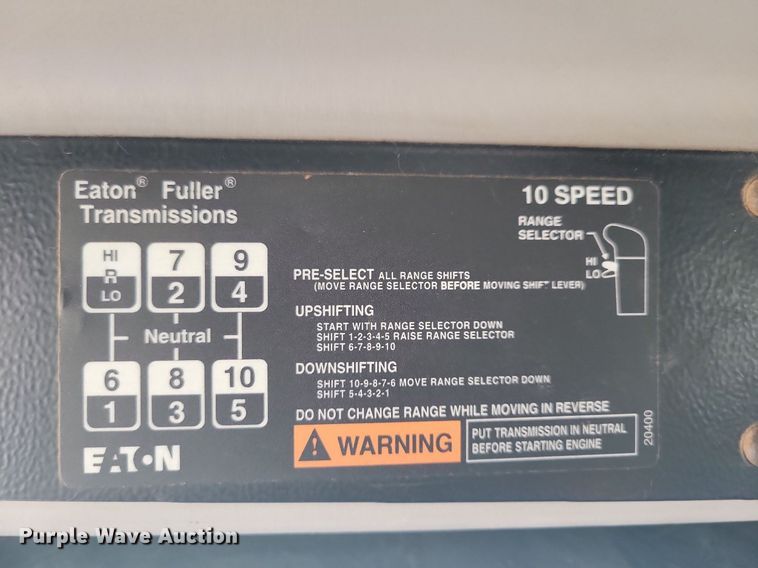 Eaton® Fuller®
Transmissions
10 SPEED
RANGE
SELECTOR
HI
LO
HI
R
LO
7
2
9
4
Neutral
6
1
8
3
10
5
EATON
PRE-SELECT ALL RANGE SHIFTS
(MOVE RANGE SELECTOR BEFORE MOVING SHIFT LEVER)
UPSHIFTING
START WITH RANGE SELECTOR DOWN
SHIFT 1-2-3-4-5 RAISE RANGE SELECTOR
SHIFT 6-7-8-9-10
DOWNSHIFTING
SHIFT 10-9-8-7-6 MOVE RANGE SELECTOR DOWN
SHIFT 5-4-3-2-1
DO NOT CHANGE RANGE WHILE MOVING IN REVERSE
WARNING
PUT TRANSMISSION IN NEUTRAL
BEFORE STARTING ENGINE
20400
Purple Wave Auction